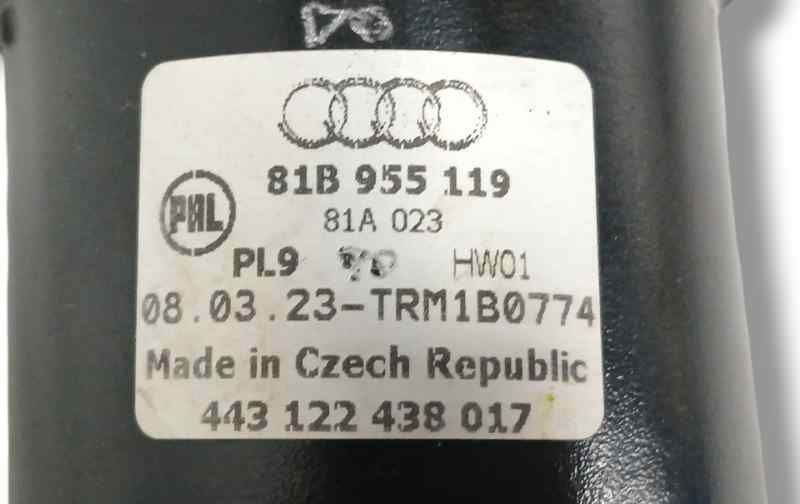 81B 955 119
PAL
81A 023
PL9 HW01
08.03.23-TRM1B0774
Made in Czech Republic
443 122 438 017